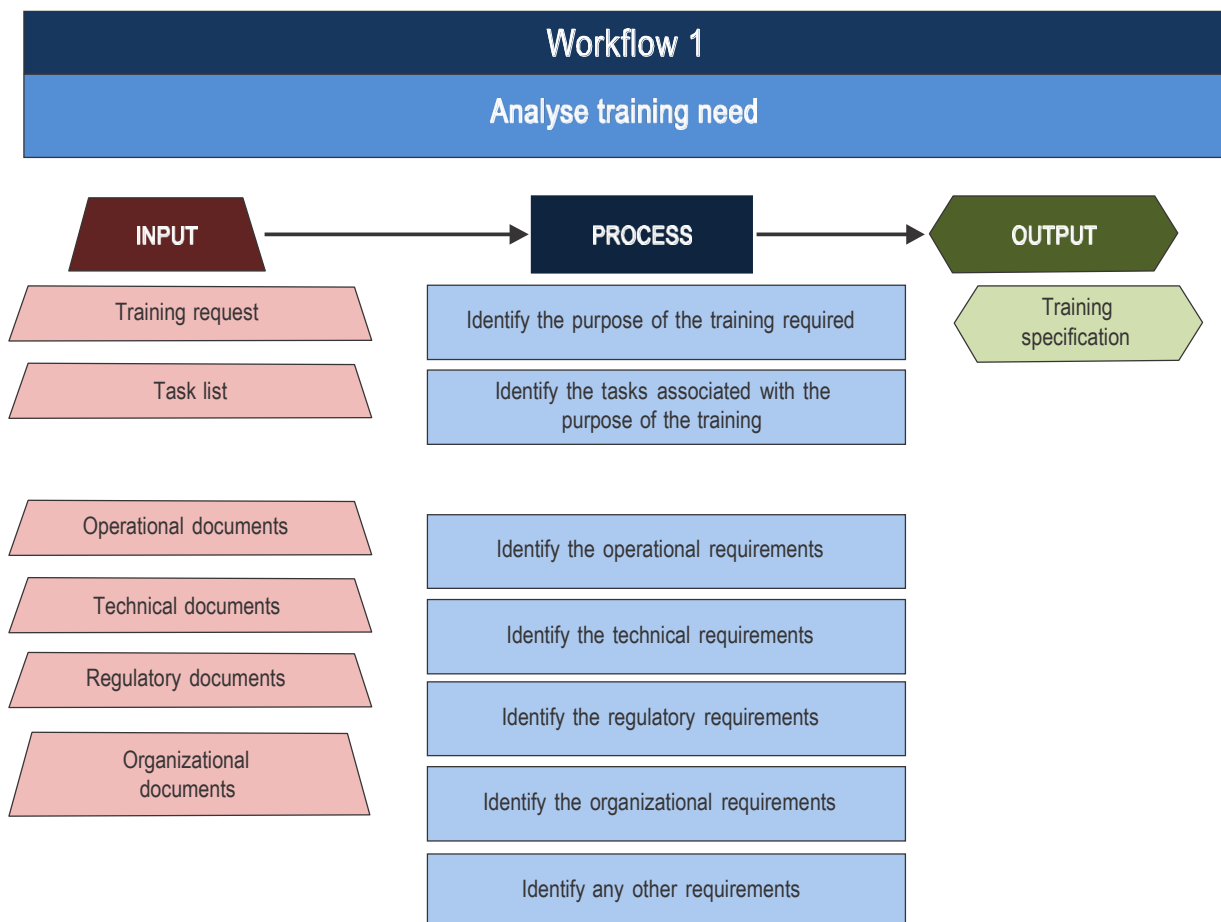 Workflow 1
Analyse training need
INPUT
PROCESS
OUTPUT
Training request
Task list
Operational documents
Technical documents
Regulatory documents
Organizational
documents
Identify the purpose of the training required
Identify the tasks associated with the
purpose of the training
Identify the operational requirements
Identify the technical requirements
Identify the regulatory requirements
Identify the organizational requirements
Identify any other requirements
Training
specification